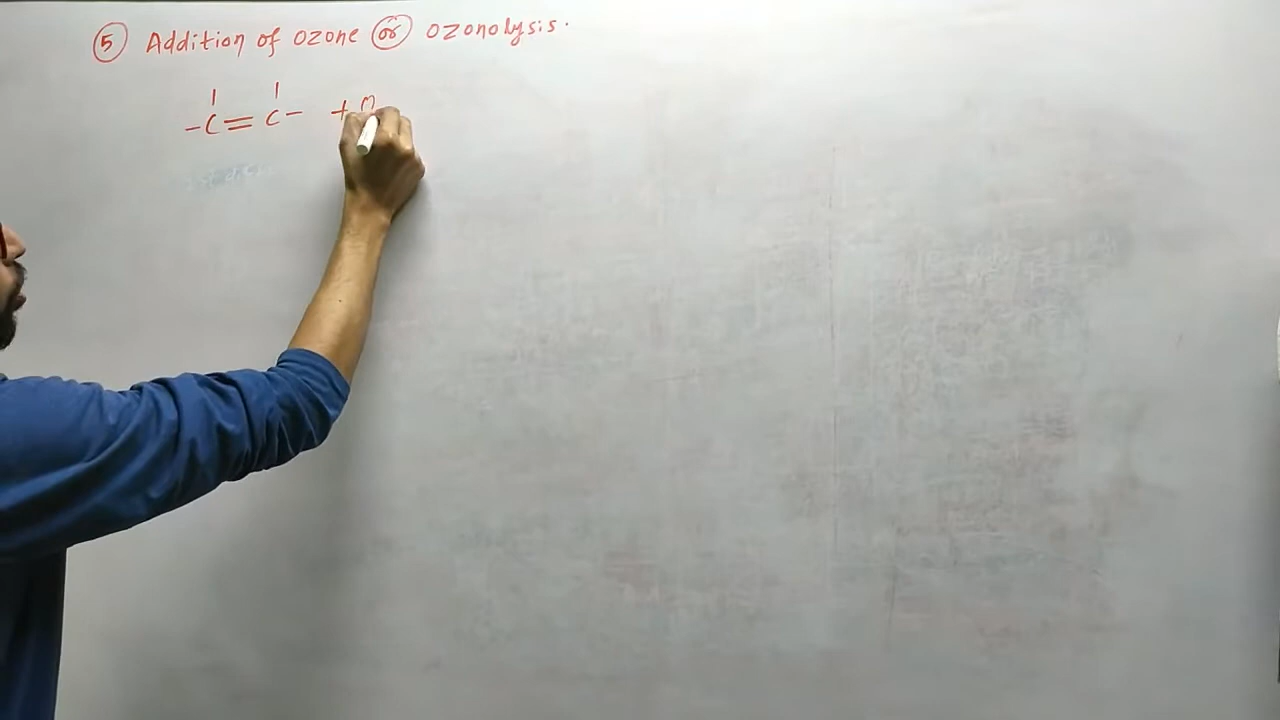 ⑤ Addition of ozone or ozonolysis.
-C=C- + O